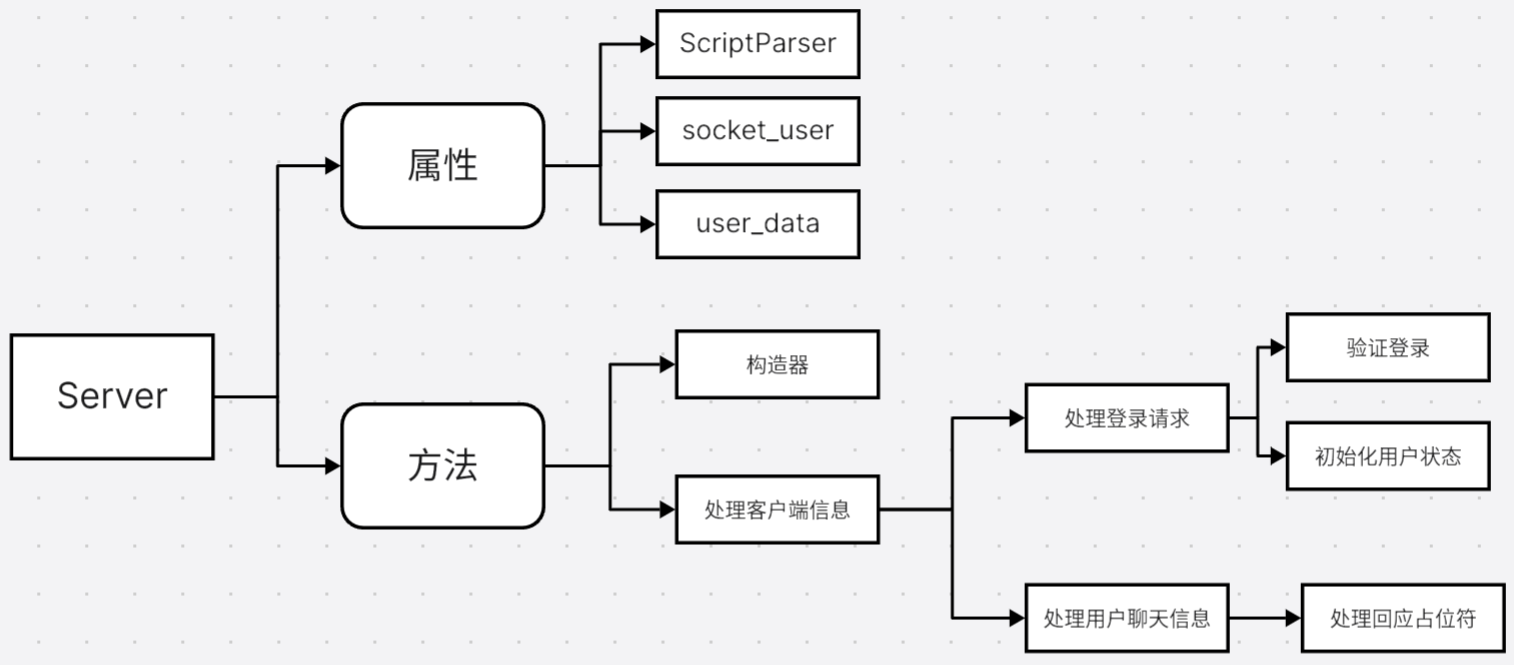 Server
属性
ScriptParser
socket_user
user_data
方法
构造器
处理客户端信息
处理登录请求
验证登录
初始化用户状态
处理用户聊天信息
处理回应占位符